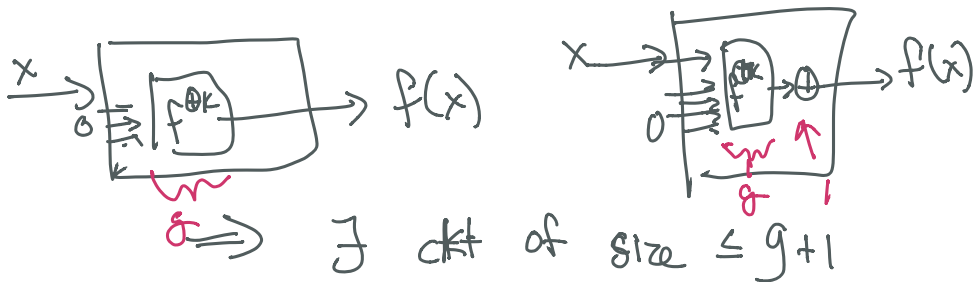 x 0 f^{⊕k} f(x)
x 0 f^{⊕k} ⊕ f(x)
g g 1
⇒ ∃ ckt of size ≤ g+1